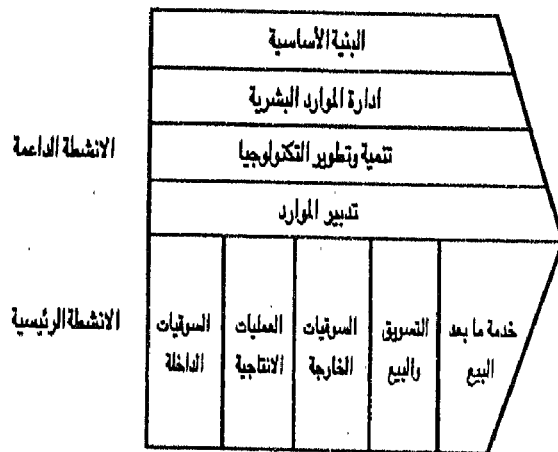 البنية الأساسية
ادارة الموارد البشرية
تنمية وتطوير التكنولوجيا
تدبير الموارد
الانشطة الداعمة
الانشطة الرئيسية
السوقيات
الداخلة
العمليات
الانتاجية
السوقيات
الخارجة
التسويق
والبيع
خدمة ما بعد
البيع